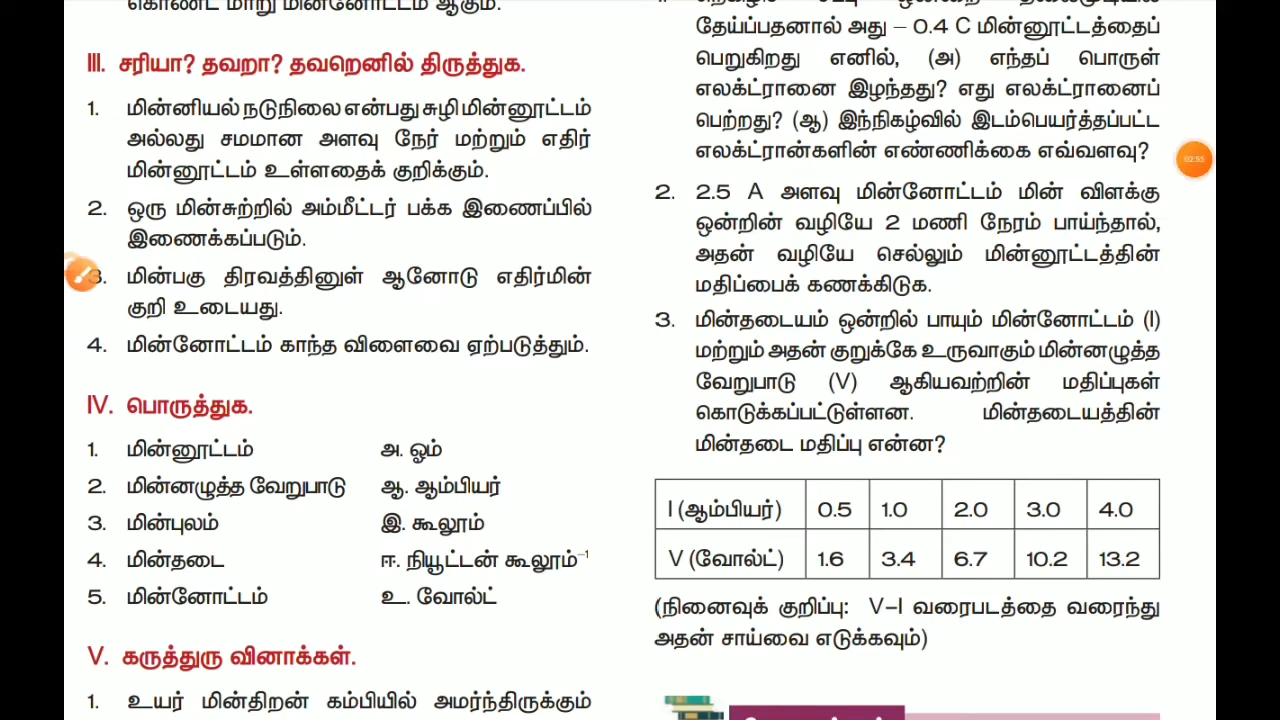 கொண்ட மாறு மின்னோட்டம் ஆகும்.
III. சரியா? தவறா? தவறெனில் திருத்துக.
1. மின்னியல் நடுநிலை என்பது சுழி மின்னூட்டம்
அல்லது சமமான அளவு நேர் மற்றும் எதிர்
மின்னூட்டம் உள்ளதைக் குறிக்கும்.
2. ஒரு மின்சுற்றில் அம்மீட்டர் பக்க இணைப்பில்
இணைக்கப்படும்.
3. மின்பகு திரவத்தினுள் ஆனோடு எதிர்மின்
குறி உடையது.
4. மின்னோட்டம் காந்த விளைவை ஏற்படுத்தும்.
IV. பொருத்துக.
1. மின்னூட்டம் அ. ஓம்
2. மின்னழுத்த வேறுபாடு ஆ. ஆம்பியர்
3. மின்புலம் இ. கூலூம்
4. மின்தடை ஈ. நியூட்டன் கூலூம்⁻¹
5. மின்னோட்டம் உ. வோல்ட்
V. கருத்துரு வினாக்கள்.
1. உயர் மின்திறன் கம்பியில் அமர்ந்திருக்கும்
தேய்ப்பதனால் அது – 0.4 C மின்னூட்டத்தைப்
பெறுகிறது எனில், (அ) எந்தப் பொருள்
எலக்ட்ரானை இழந்தது? எது எலக்ட்ரானைப்
பெற்றது? (ஆ) இந்நிகழ்வில் இடம்பெயர்த்தப்பட்ட
எலக்ட்ரான்களின் எண்ணிக்கை எவ்வளவு?
2. 2.5 A அளவு மின்னோட்டம் மின் விளக்கு
ஒன்றின் வழியே 2 மணி நேரம் பாய்ந்தால்,
அதன் வழியே செல்லும் மின்னூட்டத்தின்
மதிப்பைக் கணக்கிடுக.
3. மின்தடையம் ஒன்றில் பாயும் மின்னோட்டம் (I)
மற்றும் அதன் குறுக்கே உருவாகும் மின்னழுத்த
வேறுபாடு (V) ஆகியவற்றின் மதிப்புகள்
கொடுக்கப்பட்டுள்ளன. மின்தடையத்தின்
மின்தடை மதிப்பு என்ன?
I (ஆம்பியர்) 0.5 1.0 2.0 3.0 4.0
V (வோல்ட்) 1.6 3.4 6.7 10.2 13.2
(நினைவுக் குறிப்பு: V–I வரைபடத்தை வரைந்து
அதன் சாய்வை எடுக்கவும்)
02:55